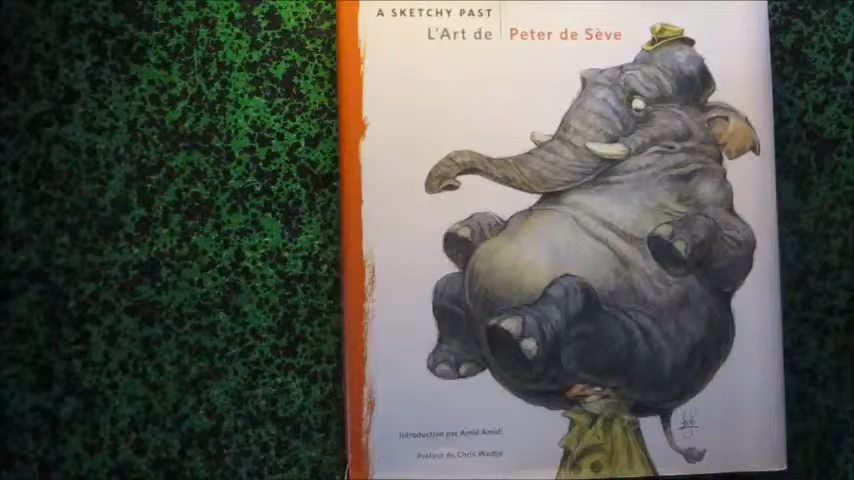 A SKETCHY PAST
L'Art de Peter de Sève
Introduction par Amid Amidi
Préface de Chris Wedge